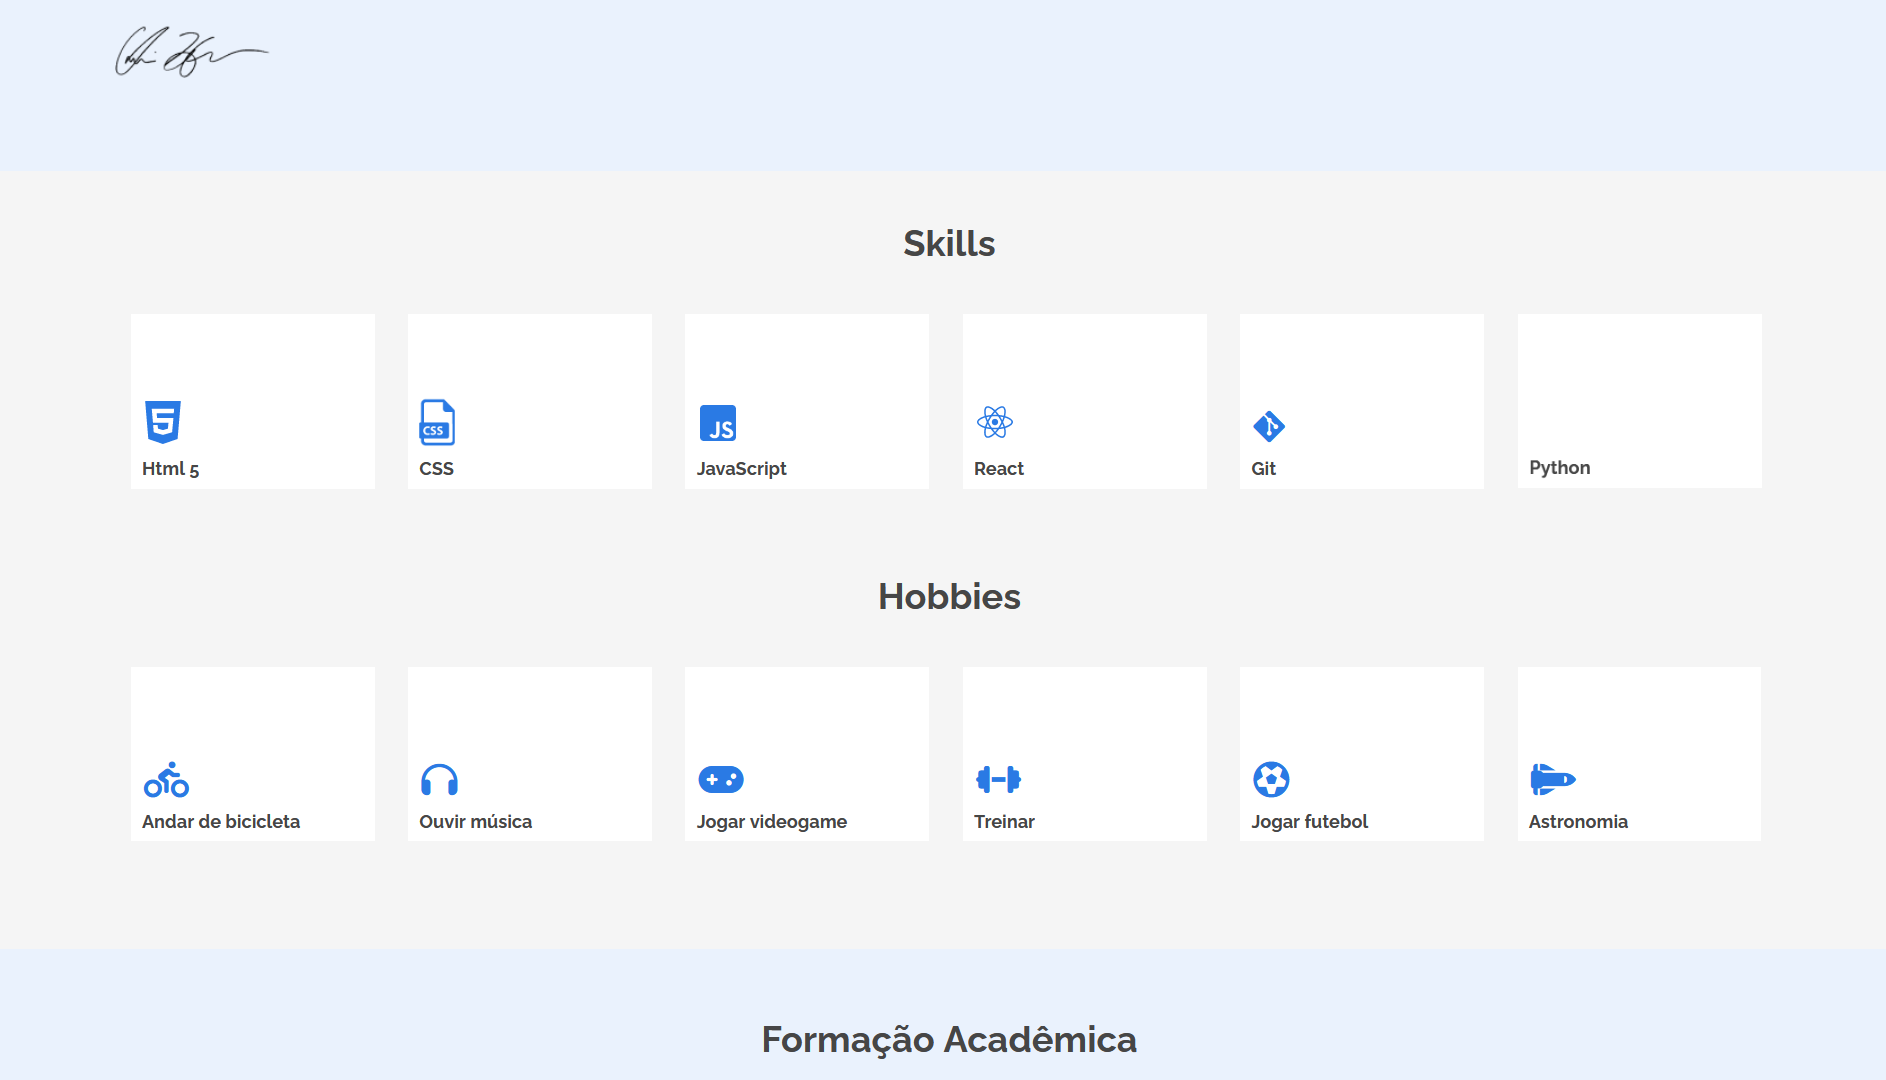 Skills
CSS
JS
Html 5
CSS
JavaScript
React
Git
Python
Hobbies
Andar de bicicleta
Ouvir música
Jogar videogame
Treinar
Jogar futebol
Astronomia
Formação Acadêmica